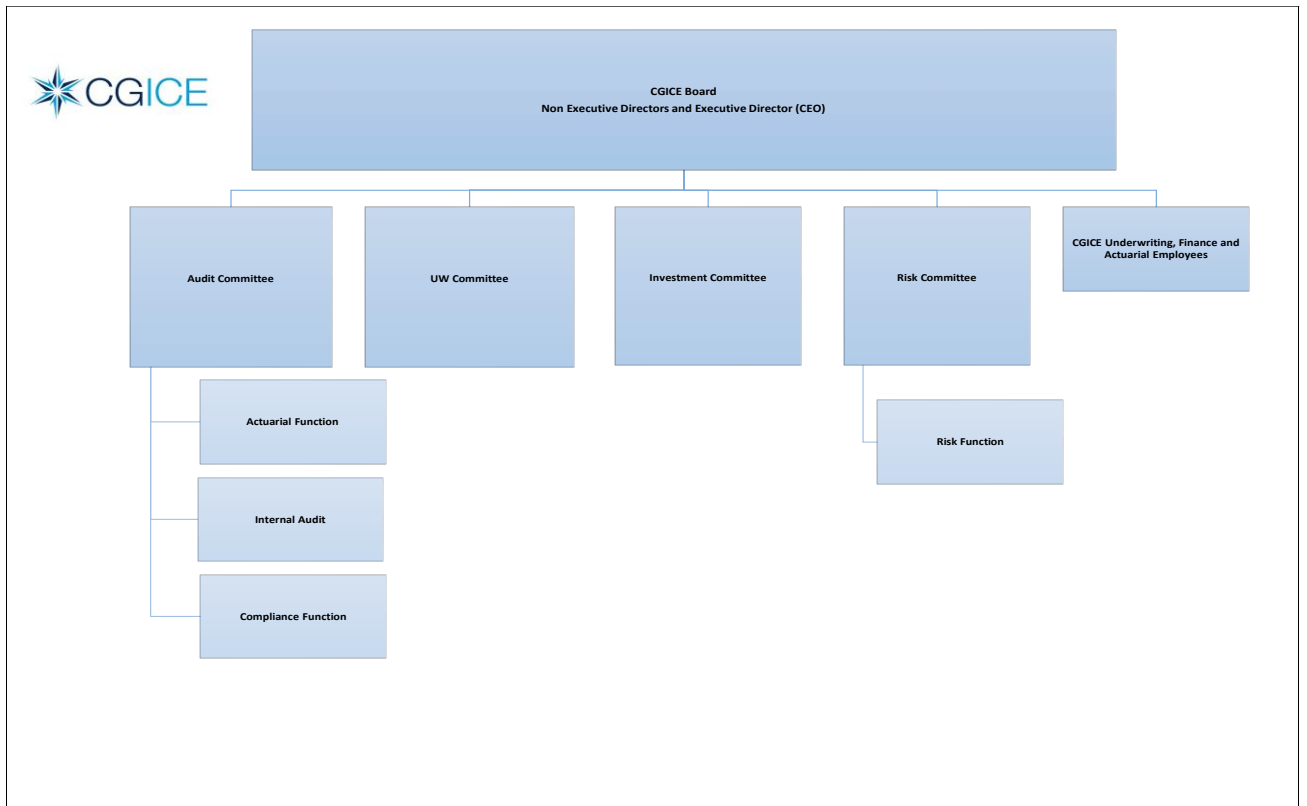 CGICE
CGICE Board
Non Executive Directors and Executive Director (CEO)
Audit Committee
UW Committee
Investment Committee
Risk Committee
CGICE Underwriting, Finance and
Actuarial Employees
Actuarial Function
Risk Function
Internal Audit
Compliance Function